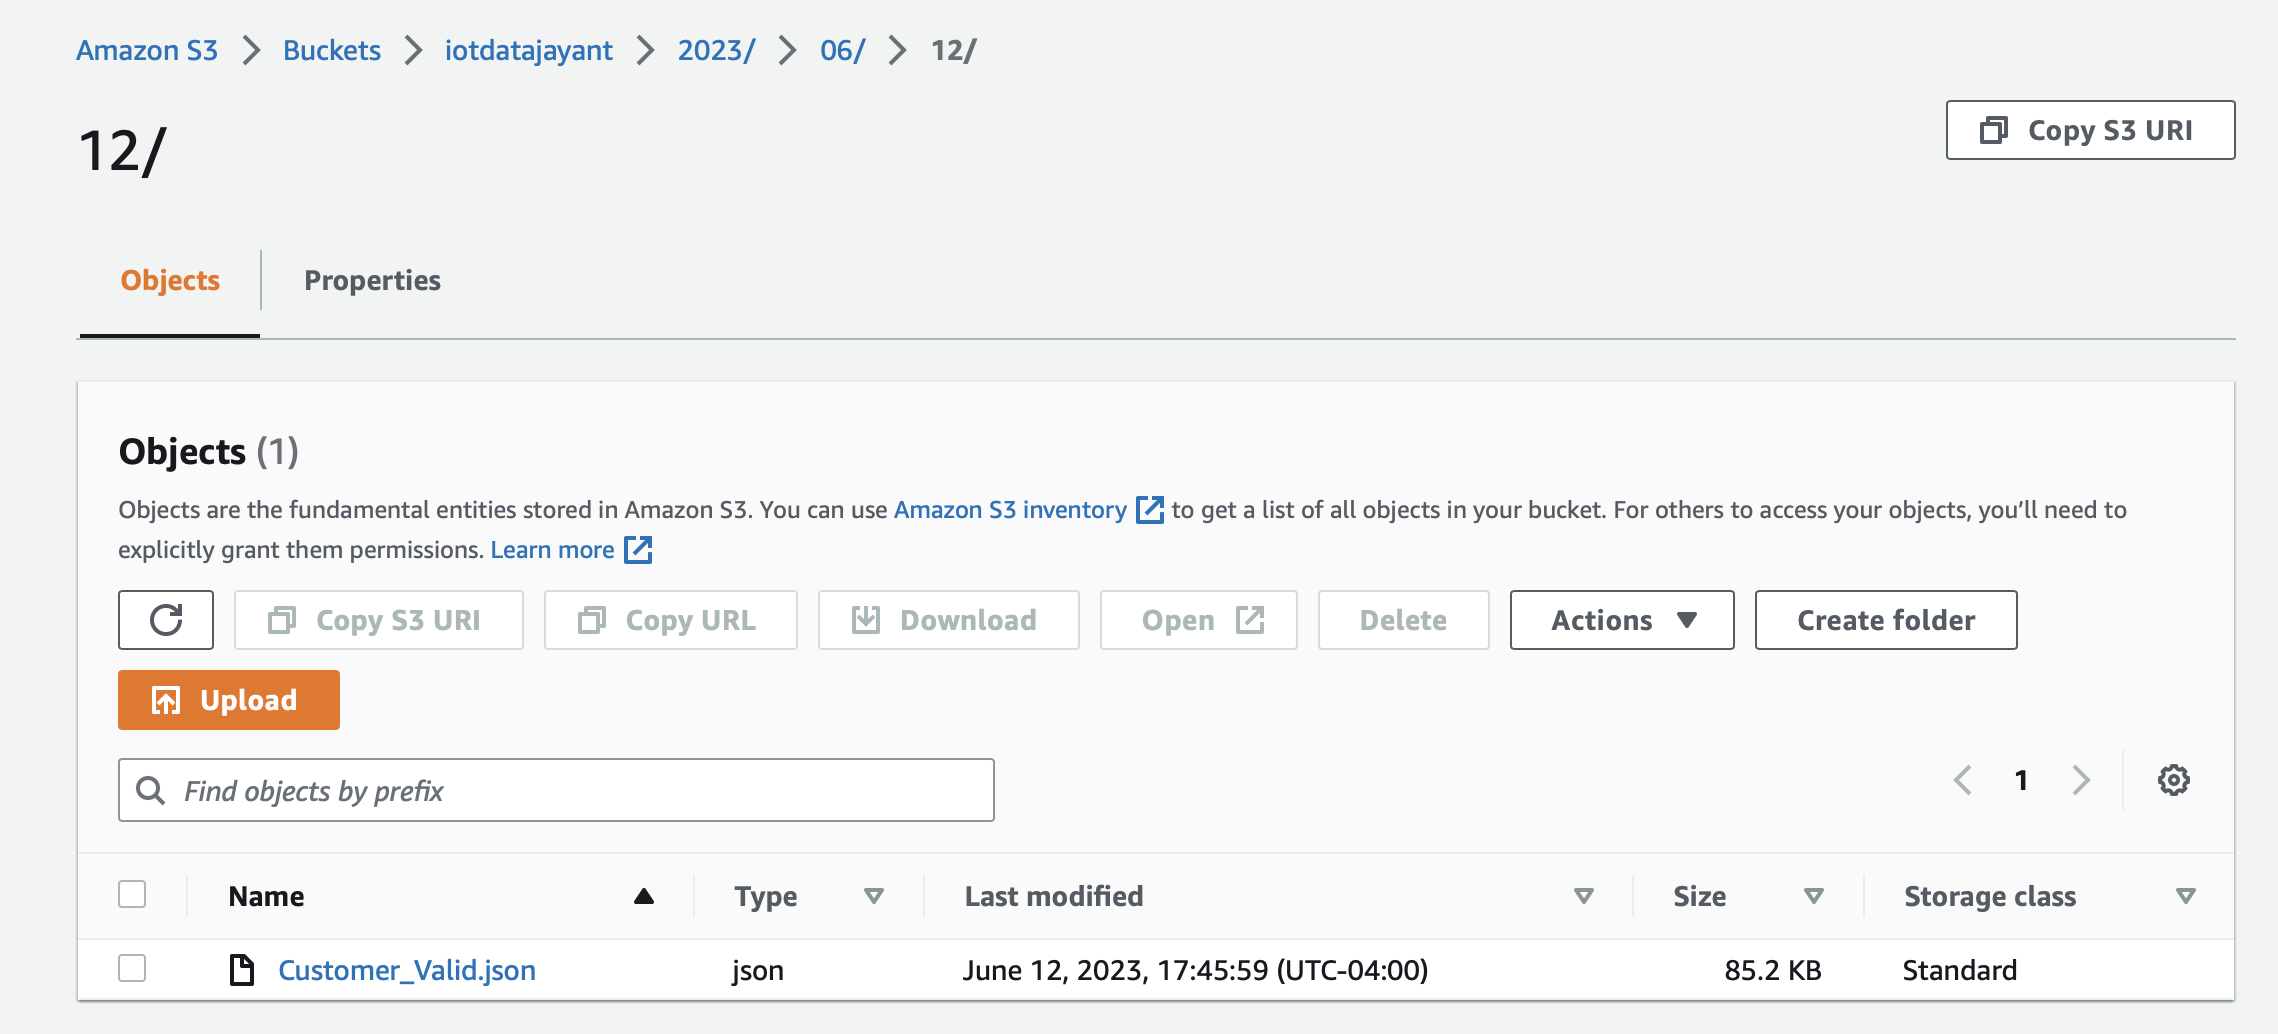 Amazon S3 > Buckets > iotdatajayant > 2023/ > 06/ > 12/
12/
Copy S3 URI
Objects Properties
Objects (1)
Objects are the fundamental entities stored in Amazon S3. You can use Amazon S3 inventory to get a list of all objects in your bucket. For others to access your objects, you’ll need to
explicitly grant them permissions. Learn more
Copy S3 URI Copy URL Download Open Delete Actions Create folder
Upload
Find objects by prefix 1
Name Type Last modified Size Storage class
Customer_Valid.json json June 12, 2023, 17:45:59 (UTC-04:00) 85.2 KB Standard